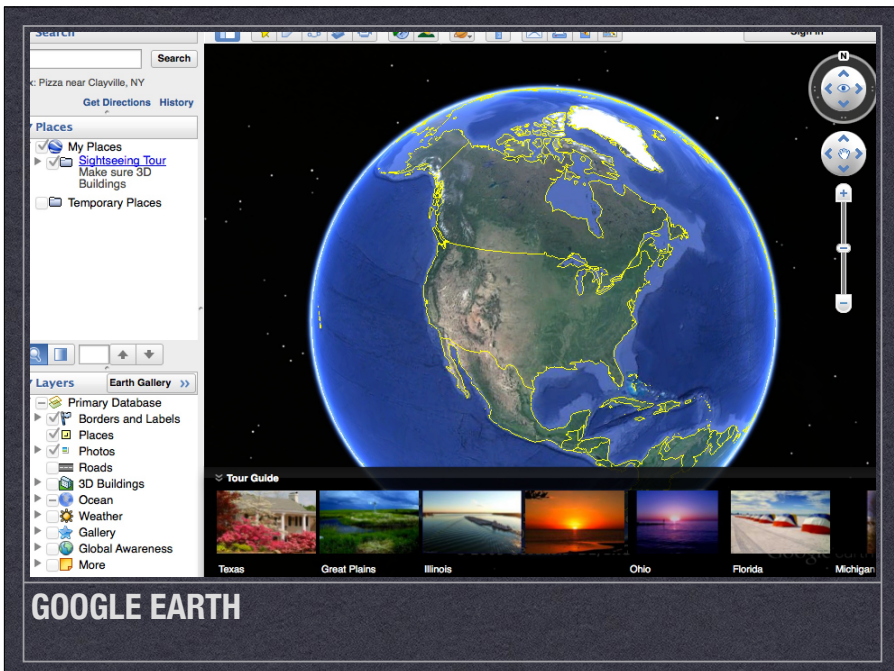 Search
Sign in
Search
x: Pizza near Clayville, NY
Get Directions History
Places
My Places
Sightseeing Tour
Make sure 3D
Buildings
Temporary Places
N
Layers
Earth Gallery »
Primary Database
Borders and Labels
Places
Photos
Roads
3D Buildings
Ocean
Weather
Gallery
Global Awareness
More
Tour Guide
Texas
Great Plains
Illinois
Ohio
Florida
Michigan
Google earth
GOOGLE EARTH